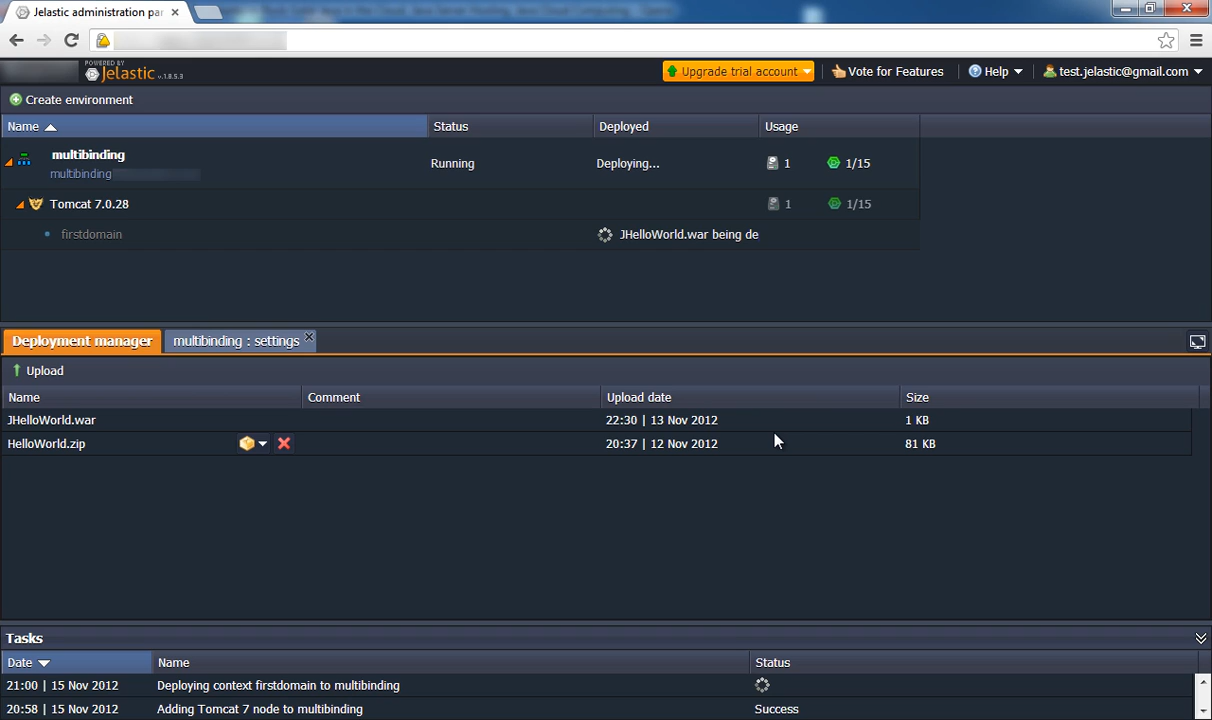 Jelastic administration par
POWERED BY
Jelastic v.1.8.5.3
Upgrade trial account
Vote for Features
Help
test.jelastic@gmail.com
Create environment
Name Status Deployed Usage
multibinding
multibinding
Running Deploying... 1 1/15
Tomcat 7.0.28 1 1/15
firstdomain JHelloWorld.war being de
Deployment manager multibinding : settings
Upload
Name Comment Upload date Size
JHelloWorld.war 22:30 | 13 Nov 2012 1 KB
HelloWorld.zip 20:37 | 12 Nov 2012 81 KB
Tasks
Date Name Status
21:00 | 15 Nov 2012 Deploying context firstdomain to multibinding
20:58 | 15 Nov 2012 Adding Tomcat 7 node to multibinding Success